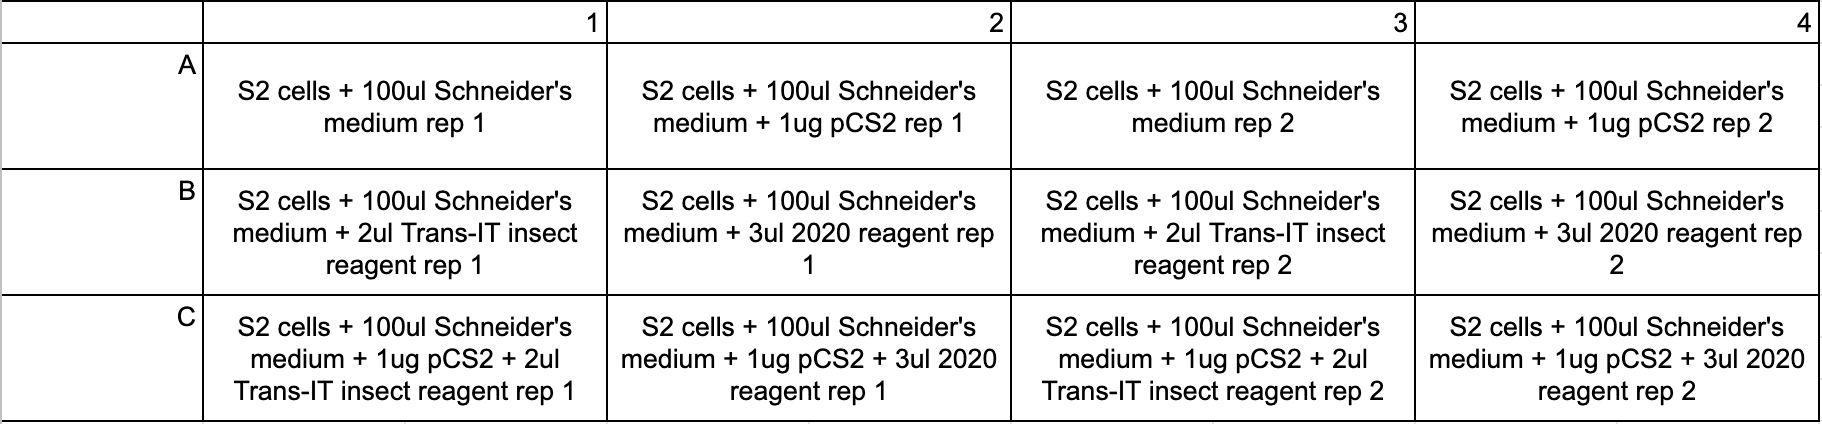 1 2 3 4
A
S2 cells + 100ul Schneider's
medium rep 1
S2 cells + 100ul Schneider's
medium + 1ug pCS2 rep 1
S2 cells + 100ul Schneider's
medium rep 2
S2 cells + 100ul Schneider's
medium + 1ug pCS2 rep 2
B
S2 cells + 100ul Schneider's
medium + 2ul Trans-IT insect
reagent rep 1
S2 cells + 100ul Schneider's
medium + 3ul 2020 reagent rep
1
S2 cells + 100ul Schneider's
medium + 2ul Trans-IT insect
reagent rep 2
S2 cells + 100ul Schneider's
medium + 3ul 2020 reagent rep
2
C
S2 cells + 100ul Schneider's
medium + 1ug pCS2 + 2ul
Trans-IT insect reagent rep 1
S2 cells + 100ul Schneider's
medium + 1ug pCS2 + 3ul 2020
reagent rep 1
S2 cells + 100ul Schneider's
medium + 1ug pCS2 + 2ul
Trans-IT insect reagent rep 2
S2 cells + 100ul Schneider's
medium + 1ug pCS2 + 3ul 2020
reagent rep 2